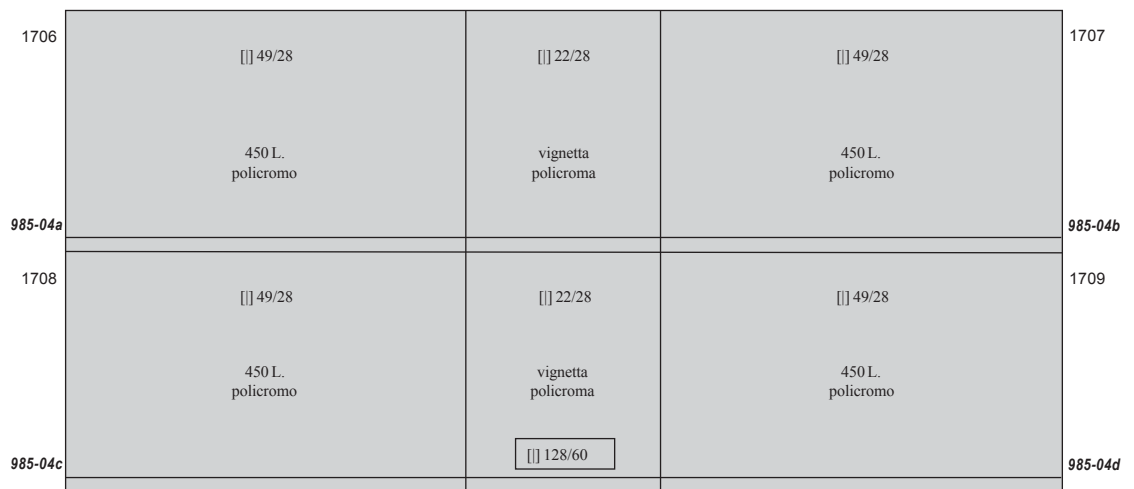 1706
[|] 49/28
[|] 22/28
[|] 49/28
1707
450 L.
policromo
vignetta
policroma
450 L.
policromo
985-04a
985-04b
1708
[|] 49/28
[|] 22/28
[|] 49/28
1709
450 L.
policromo
vignetta
policroma
450 L.
policromo
985-04c
[|] 128/60
985-04d